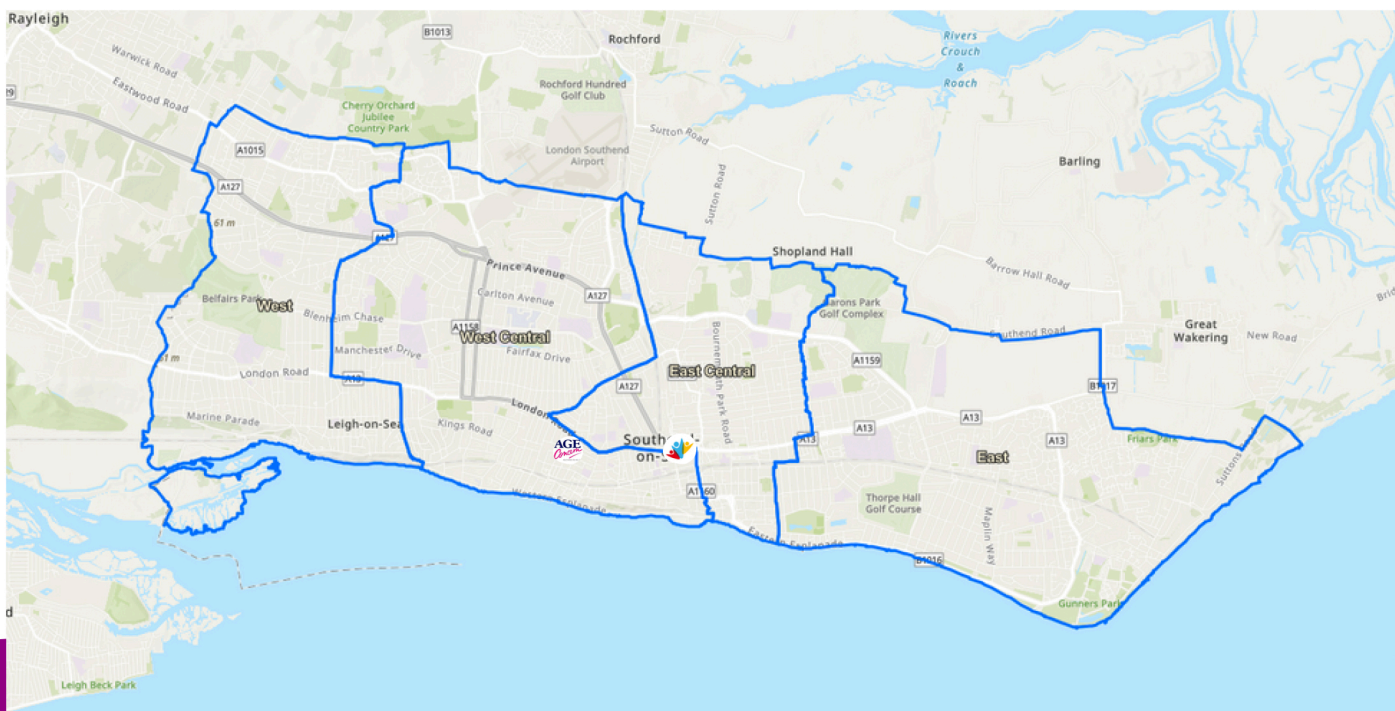 Rayleigh
B1013
Rochford
Rivers
Crouch
&
Roach
Warwick Road
Eastwood Road
Rochford Hundred
Golf Club
Cherry Orchard
Jubilee
Country Park
Sutton Road
A1015
London Southend
Airport
Barling
A127
Sutton Road
61 m
A127
Shopland Hall
Barrow Hall Road
Prince Avenue
Belfairs Park
West
Carlton Avenue
A127
Blenheim Chase
A1158
West Central
Golf Complex
Southend Road
Great
Wakering
New Road
Manchester Drive
Fairfax Drive
Bournemouth Park Road
61 m
A1159
London Road
A13
East Central
A127
B1017
Marine Parade
Leigh-on-Sea
Kings Road
London Road
A13
A13
A13
A13
Friars Park
AGE
Concern
East
Suttons
Western Esplanade
Thorpe Hall
Golf Course
Maplin Way
Eastern Esplanade
B1016
Gunners Park
d
Leigh Beck Park